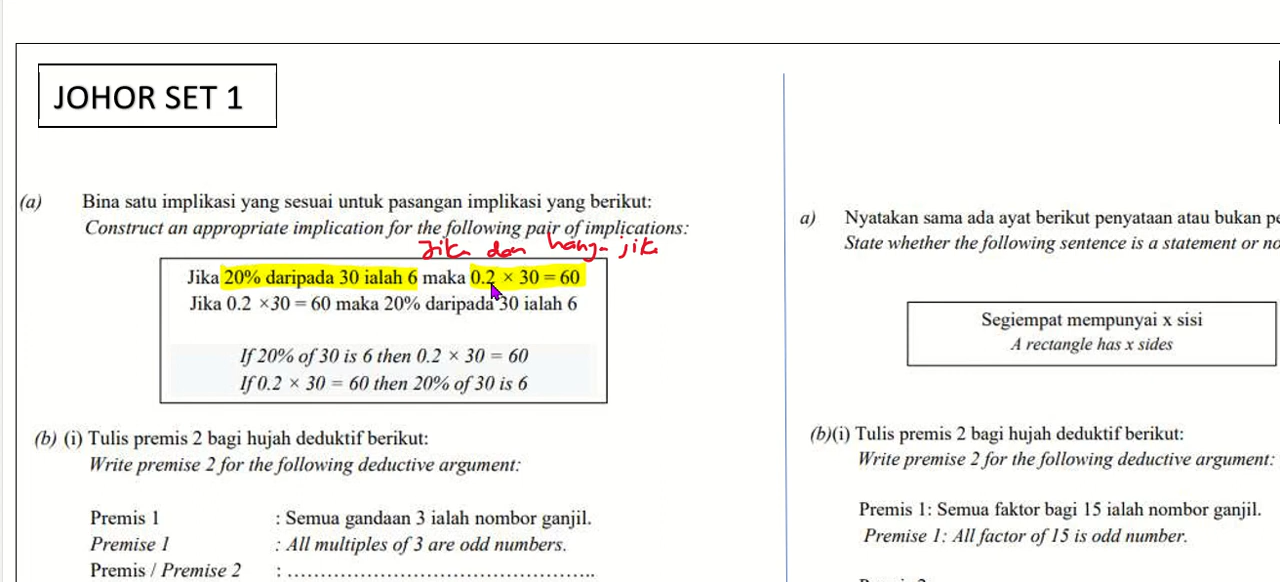 JOHOR SET 1
(a) Bina satu implikasi yang sesuai untuk pasangan implikasi yang berikut:
Construct an appropriate implication for the following pair of implications:
Jika dan hanya jika
Jika 20% daripada 30 ialah 6 maka 0.2 × 30 = 60
Jika 0.2 ×30 = 60 maka 20% daripada 30 ialah 6
If 20% of 30 is 6 then 0.2 × 30 = 60
If 0.2 × 30 = 60 then 20% of 30 is 6
(b) (i) Tulis premis 2 bagi hujah deduktif berikut:
Write premise 2 for the following deductive argument:
Premis 1 : Semua gandaan 3 ialah nombor ganjil.
Premise 1 : All multiples of 3 are odd numbers.
Premis / Premise 2 : ......................................................
a) Nyatakan sama ada ayat berikut penyataan atau bukan
State whether the following sentence is a statement or
Segiempat mempunyai x sisi
A rectangle has x sides
(b)(i) Tulis premis 2 bagi hujah deduktif berikut:
Write premise 2 for the following deductive argument:
Premis 1: Semua faktor bagi 15 ialah nombor ganjil.
Premise 1: All factor of 15 is odd number.